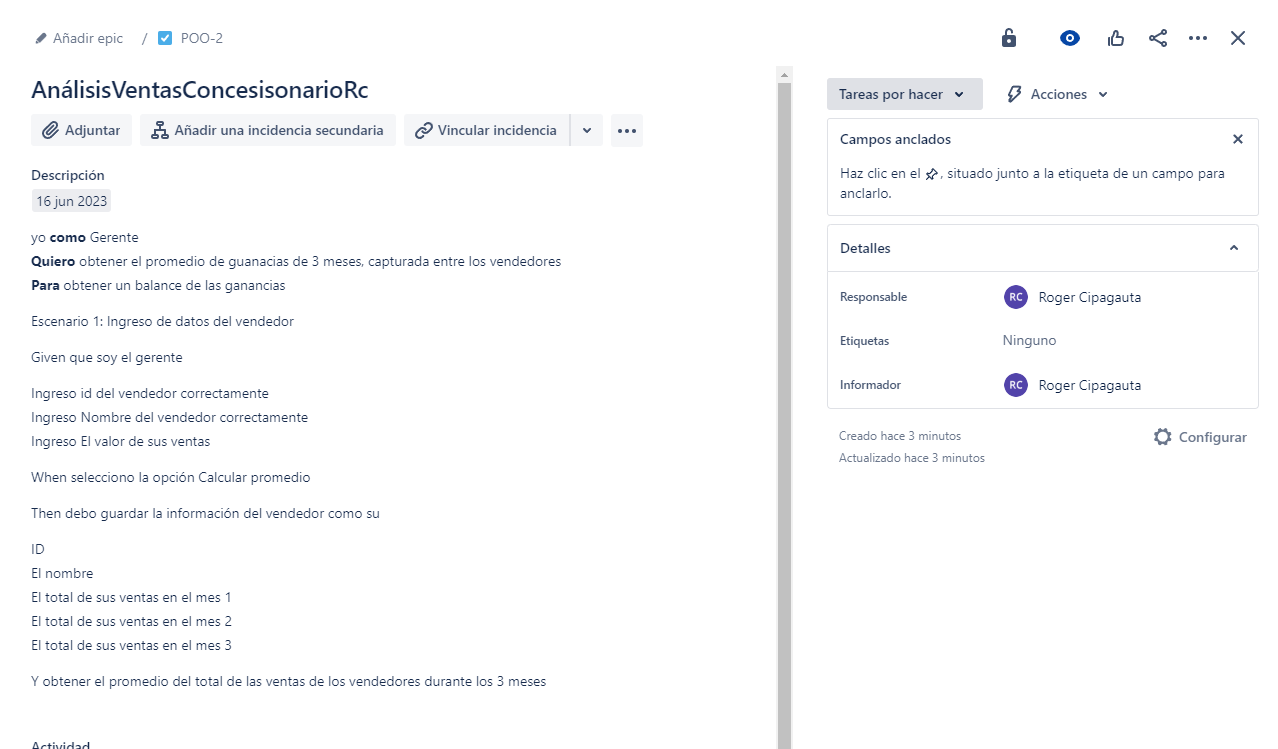 Añadir epic / POO-2
AnálisisVentasConcesisonarioRc
Adjuntar Añadir una incidencia secundaria Vincular incidencia
Descripción
16 jun 2023
yo como Gerente
Quiero obtener el promedio de guanacias de 3 meses, capturada entre los vendedores
Para obtener un balance de las ganancias
Escenario 1: Ingreso de datos del vendedor
Given que soy el gerente
Ingreso id del vendedor correctamente
Ingreso Nombre del vendedor correctamente
Ingreso El valor de sus ventas
When selecciono la opción Calcular promedio
Then debo guardar la información del vendedor como su
ID
El nombre
El total de sus ventas en el mes 1
El total de sus ventas en el mes 2
El total de sus ventas en el mes 3
Y obtener el promedio del total de las ventas de los vendedores durante los 3 meses
Actividad
Tareas por hacer Acciones
Campos anclados
Haz clic en el , situado junto a la etiqueta de un campo para
anclarlo.
Detalles
Responsable RC Roger Cipagauta
Etiquetas Ninguno
Informador RC Roger Cipagauta
Creado hace 3 minutos Configurar
Actualizado hace 3 minutos